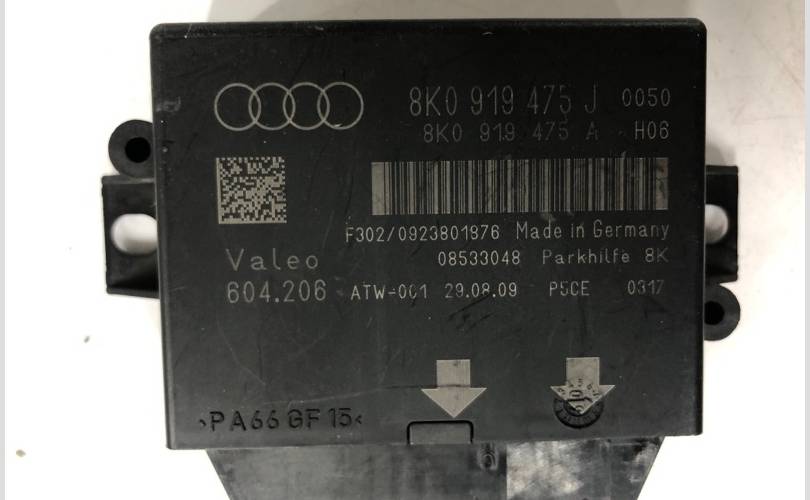 8K0 919 475 J 0050
8K0 919 475 A H06
F302/0923801876 Made in Germany
Valeo 08533048 Parkhilfe 8K
604.206 ATW-001 29.08.09 P5CE 0317
>PA66 GF15<